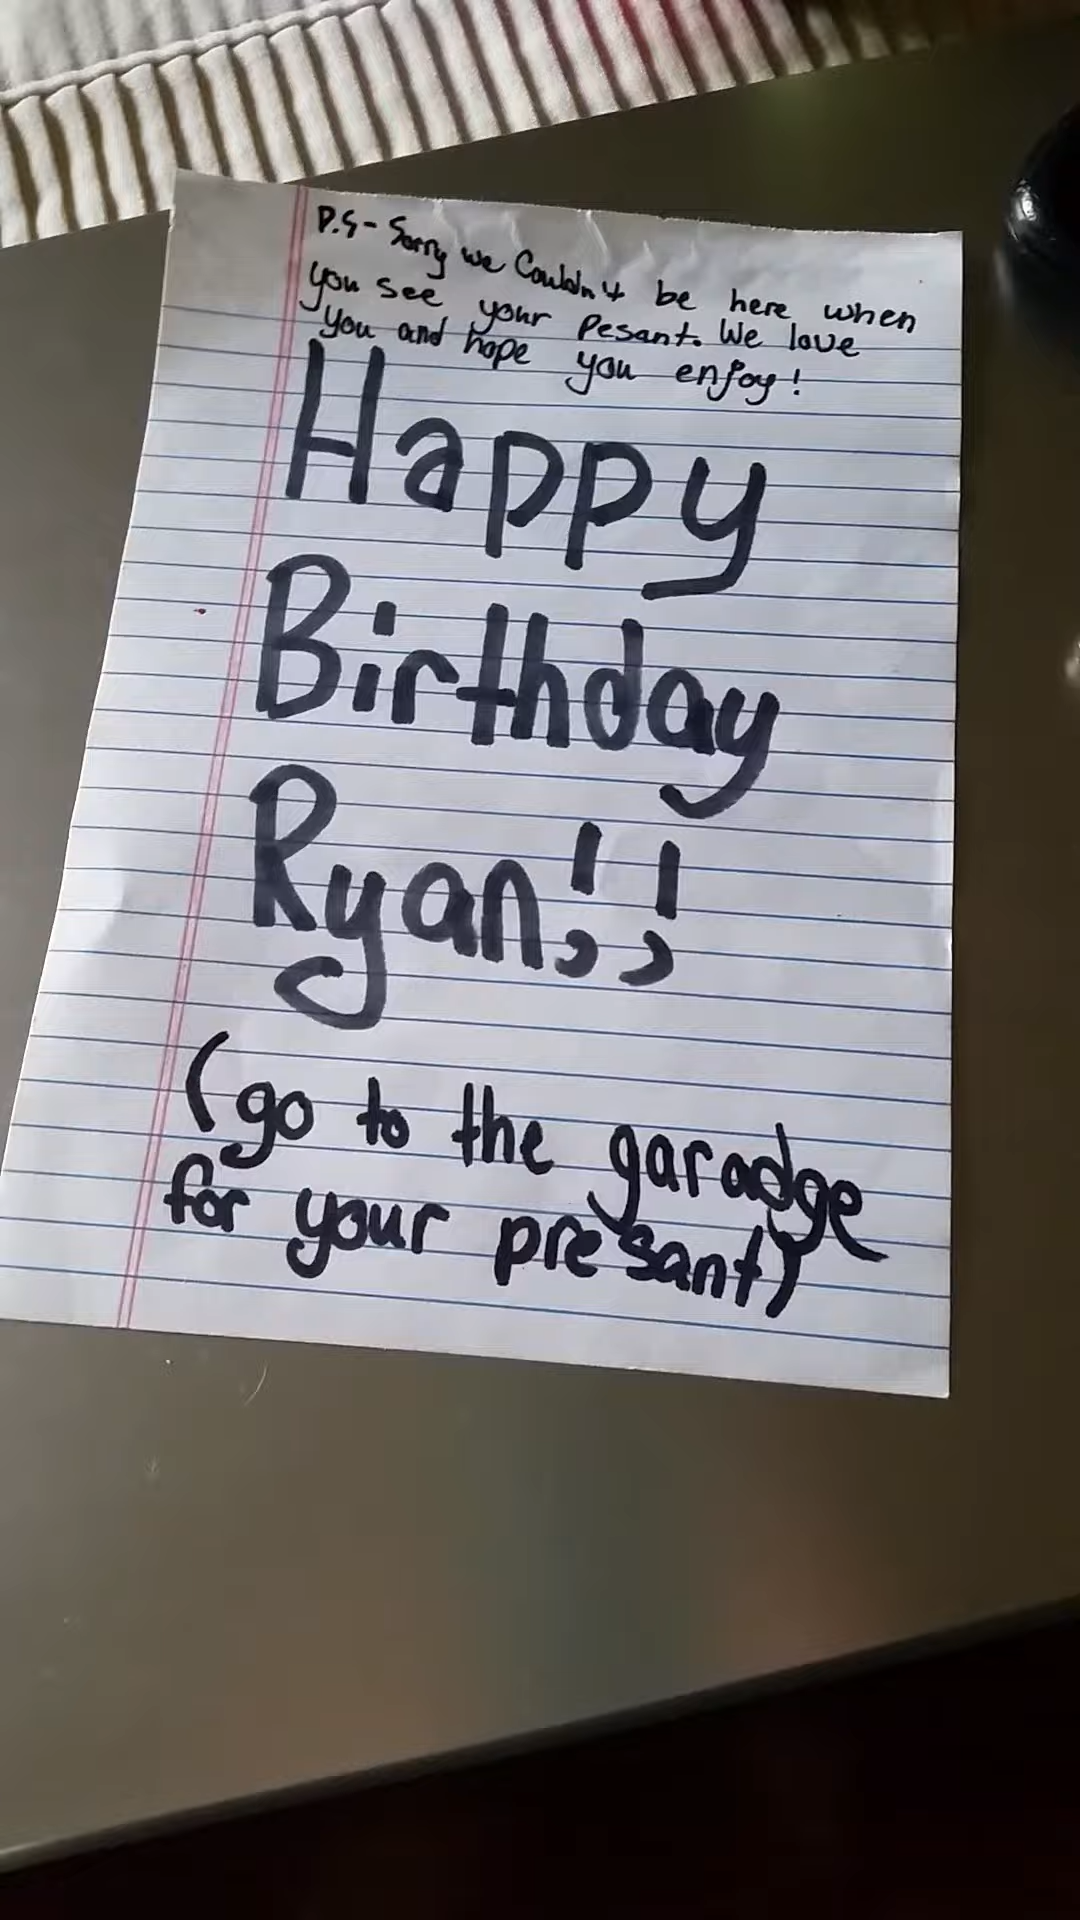 P.S - Sorry we Couldn't be here when
you see your Pesant. We love
you and hope you enjoy!
Happy
Birthday
Ryan!!
(go to the garadge
for your presant)